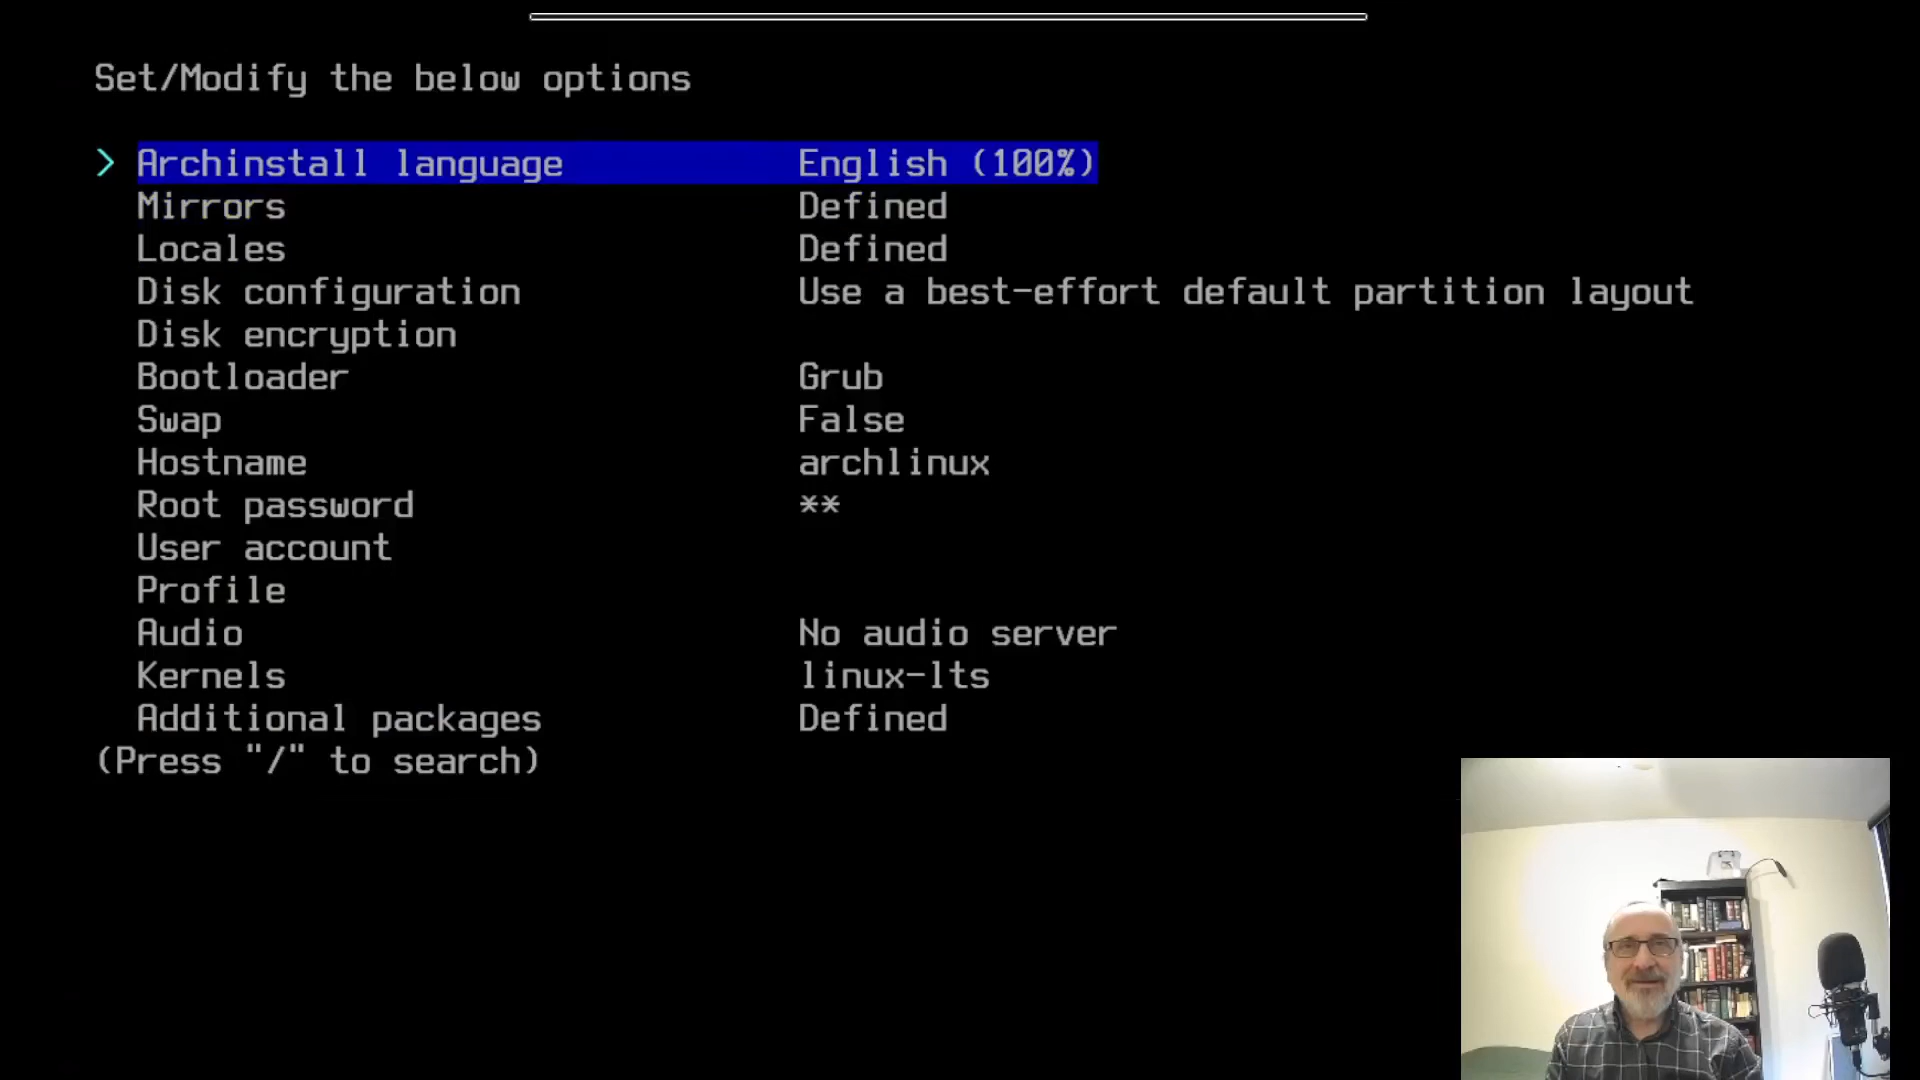 Set/Modify the below options
> Archinstall language English (100%)
Mirrors Defined
Locales Defined
Disk configuration Use a best-effort default partition layout
Disk encryption
Bootloader Grub
Swap False
Hostname archlinux
Root password **
User account
Profile
Audio No audio server
Kernels linux-lts
Additional packages Defined
(Press "/" to search)